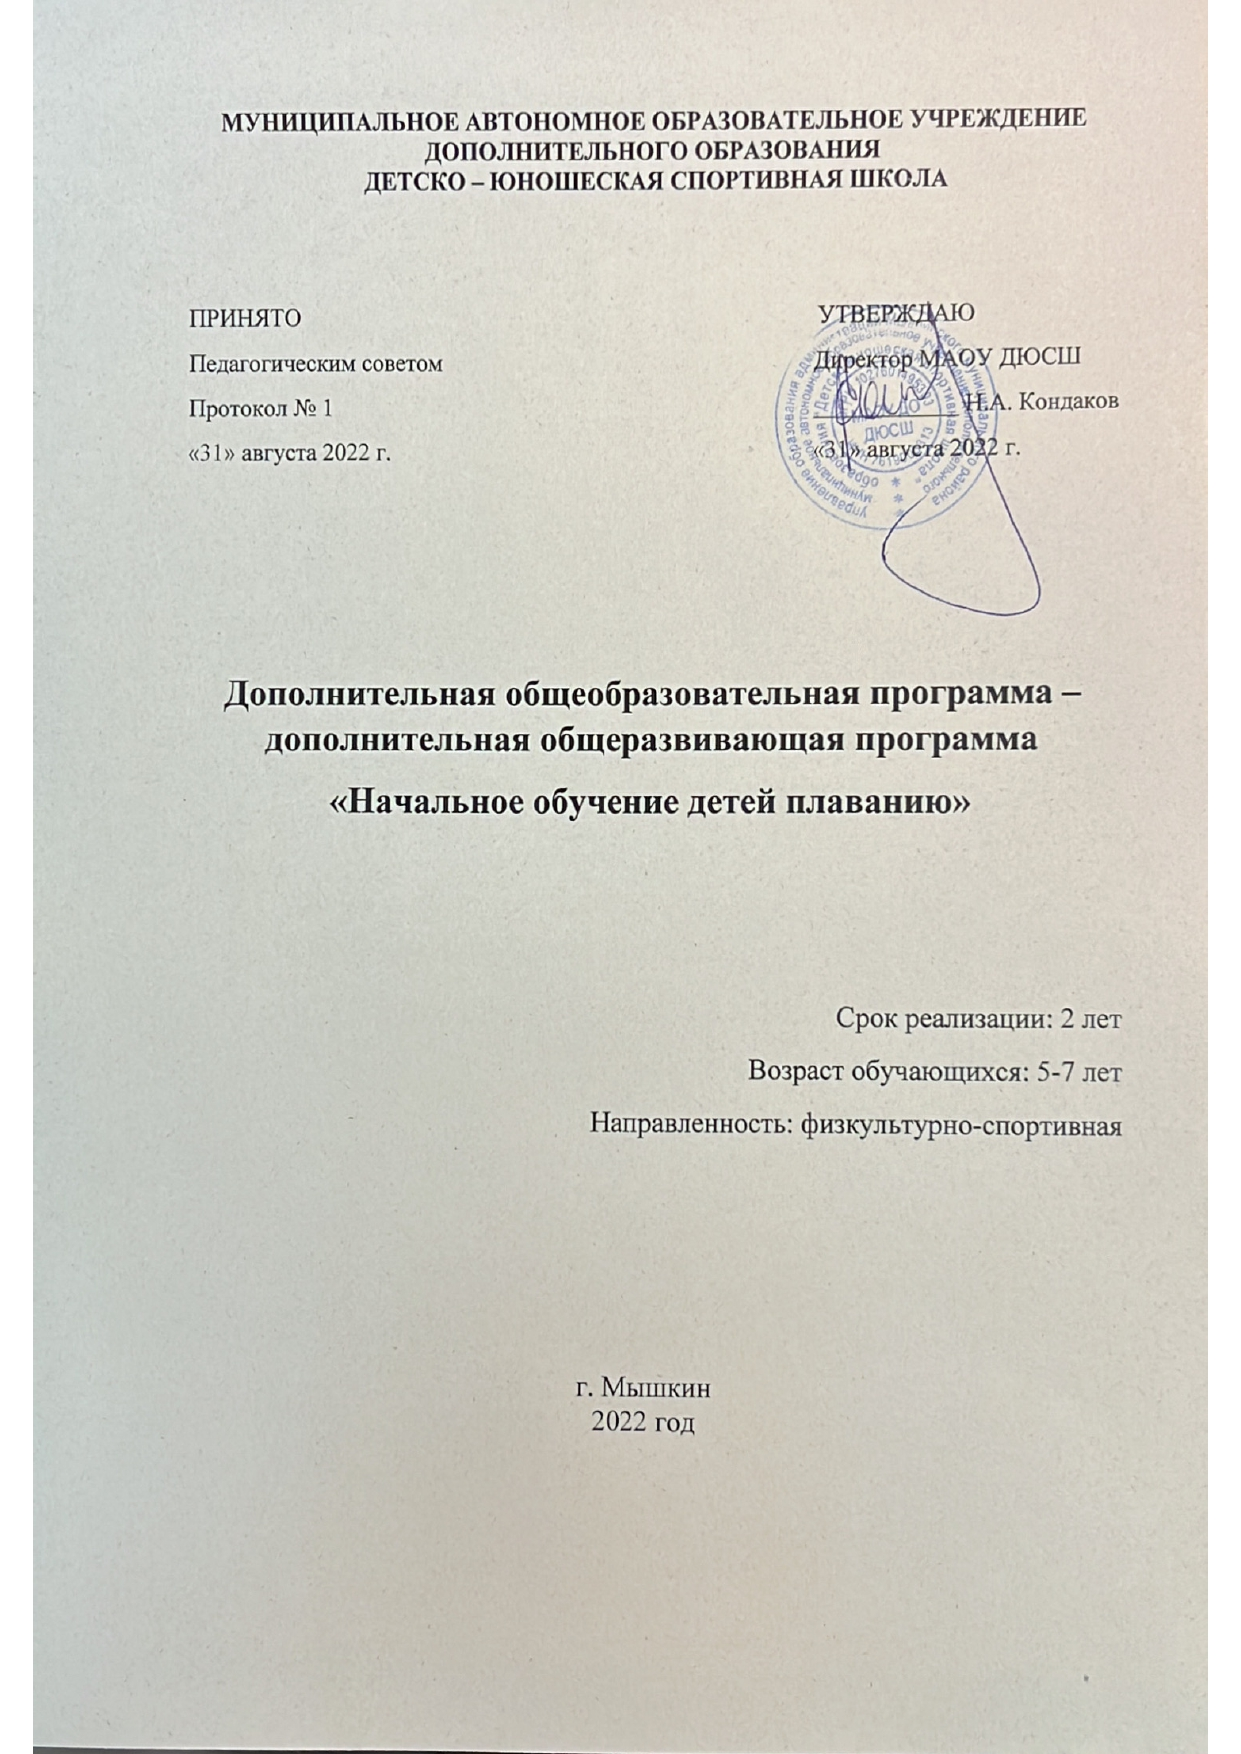 МУНИЦИПАЛЬНОЕ АВТОНОМНОЕ ОБРАЗОВАТЕЛЬНОЕ УЧРЕЖДЕНИЕ
ДОПОЛНИТЕЛЬНОГО ОБРАЗОВАНИЯ
ДЕТСКО – ЮНОШЕСКАЯ СПОРТИВНАЯ ШКОЛА
ПРИНЯТО
Педагогическим советом
Протокол № 1
«31» августа 2022 г.
УТВЕРЖДАЮ
Директор МАОУ ДЮСШ
Н.А. Кондаков
«31» августа 2022 г.
ДЮСШ
Дополнительная общеобразовательная программа –
дополнительная общеразвивающая программа
«Начальное обучение детей плаванию»
Срок реализации: 2 лет
Возраст обучающихся: 5-7 лет
Направленность: физкультурно-спортивная
г. Мышкин
2022 год